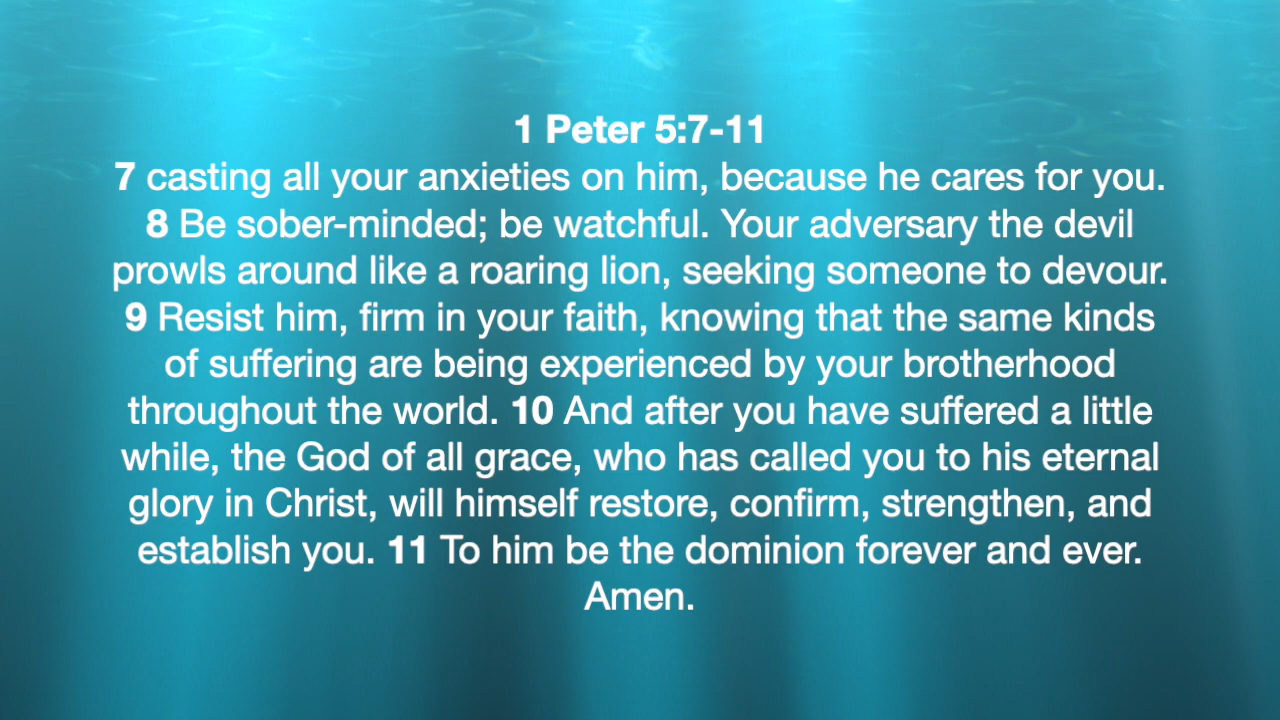 1 Peter 5:7-11
7 casting all your anxieties on him, because he cares for you.
8 Be sober-minded; be watchful. Your adversary the devil
prowls around like a roaring lion, seeking someone to devour.
9 Resist him, firm in your faith, knowing that the same kinds
of suffering are being experienced by your brotherhood
throughout the world. 10 And after you have suffered a little
while, the God of all grace, who has called you to his eternal
glory in Christ, will himself restore, confirm, strengthen, and
establish you. 11 To him be the dominion forever and ever.
Amen.